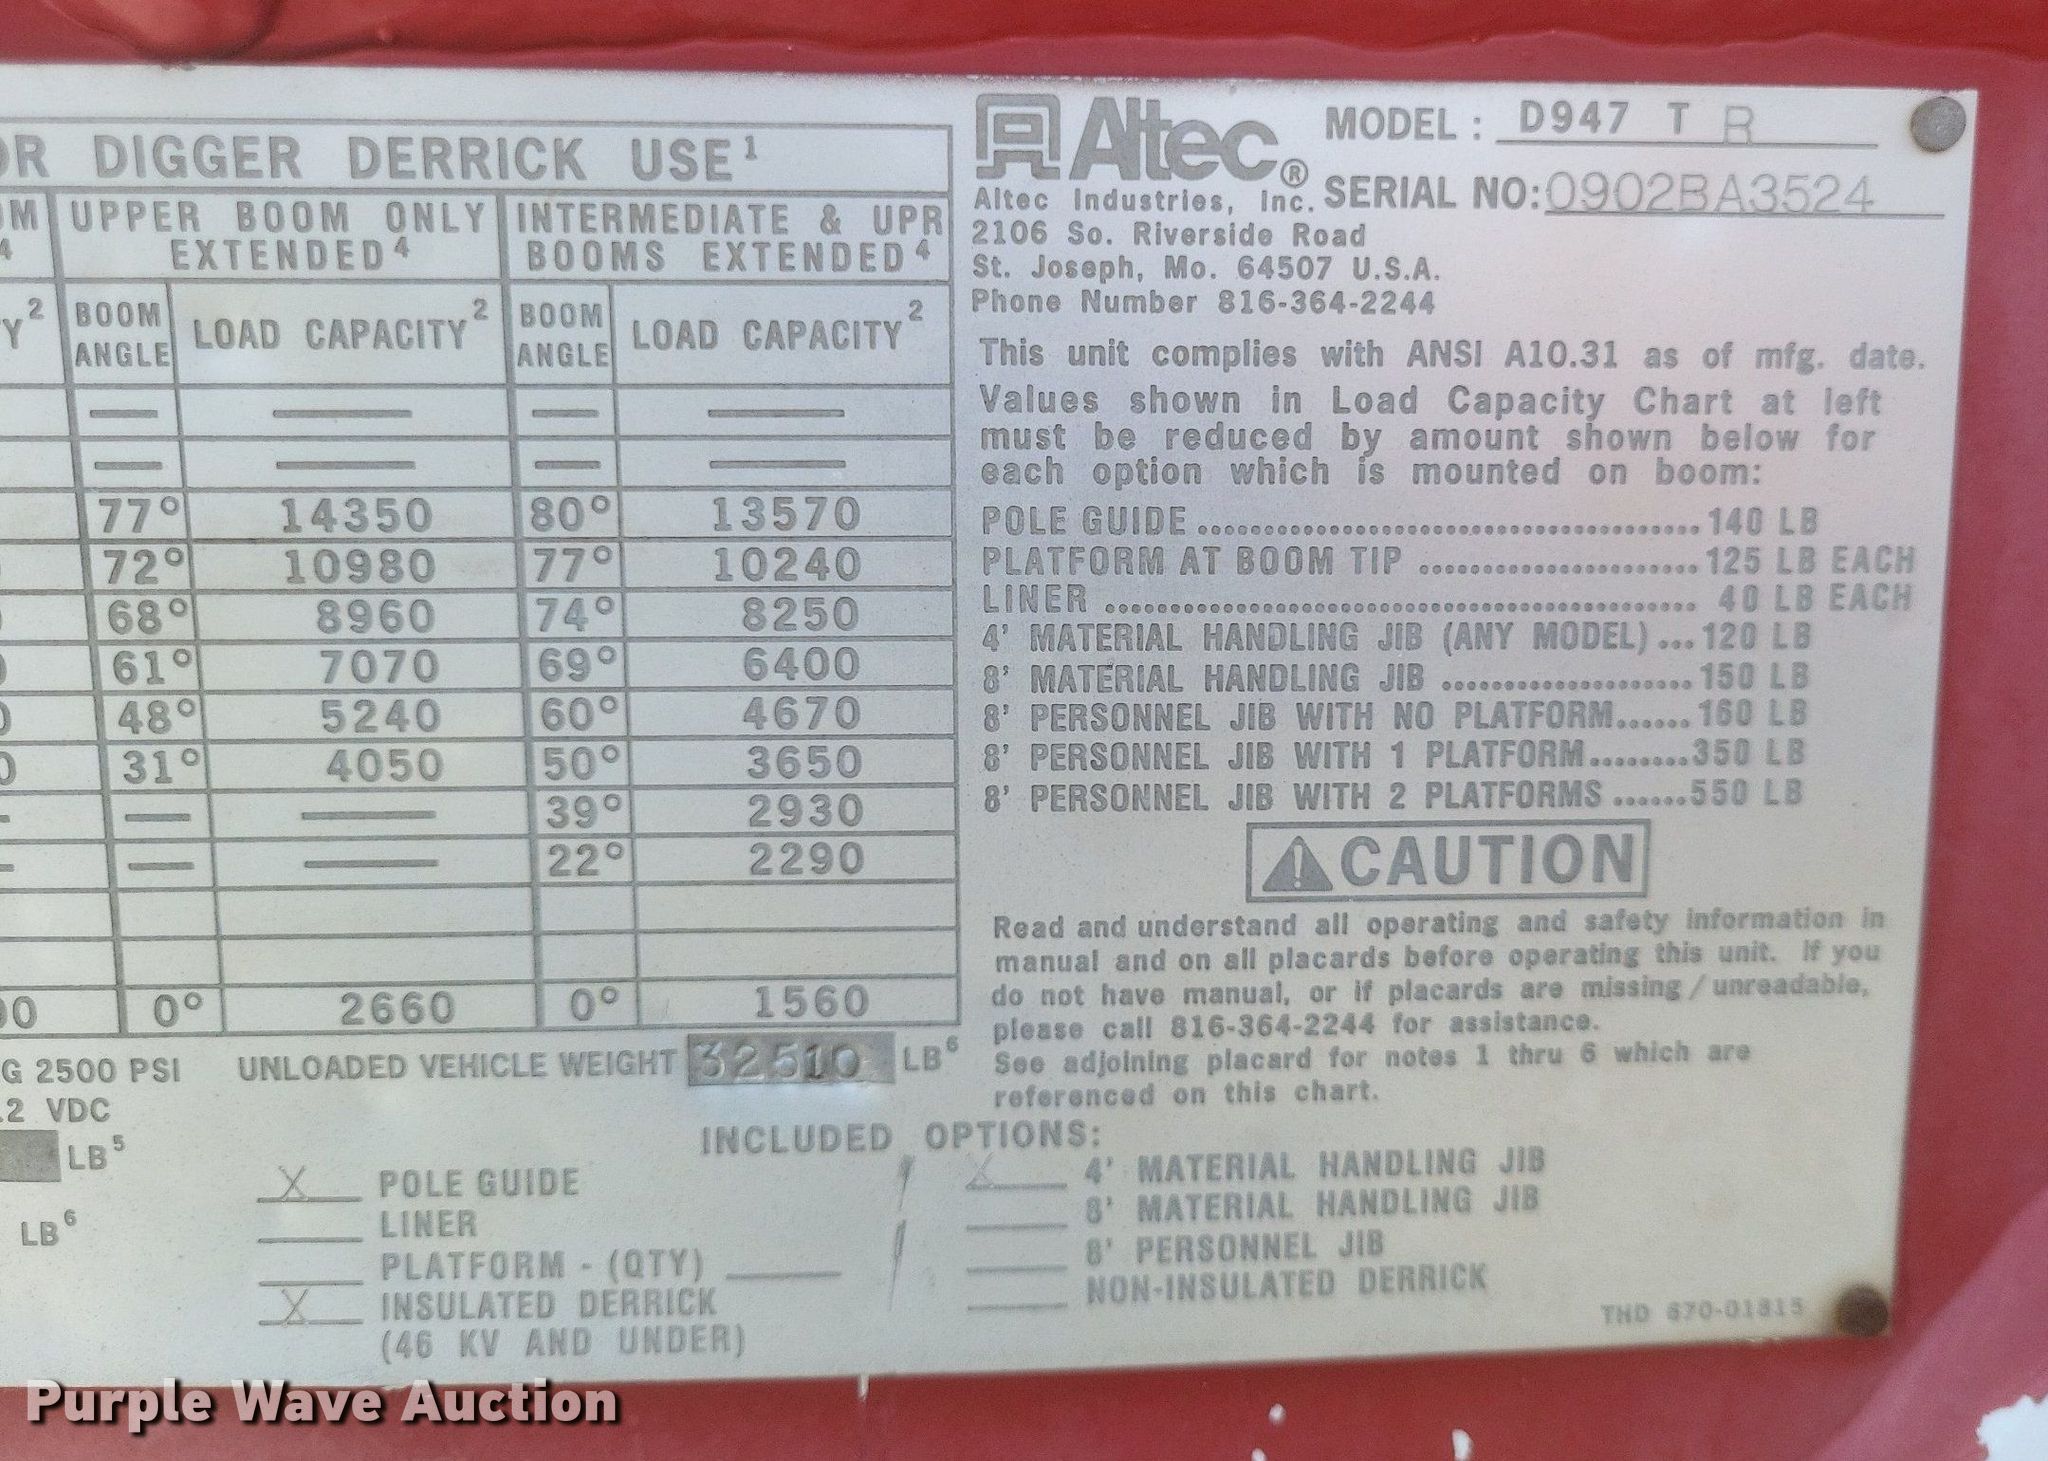 OR DIGGER DERRICK USE¹
OM UPPER BOOM ONLY INTERMEDIATE & UPR
4 EXTENDED⁴ BOOMS EXTENDED⁴
Y² BOOM ANGLE LOAD CAPACITY² BOOM ANGLE LOAD CAPACITY²
— — — —
— — — —
77° 14350 80° 13570
72° 10980 77° 10240
68° 8960 74° 8250
61° 7070 69° 6400
48° 5240 60° 4670
31° 4050 50° 3650
— — 39° 2930
— — 22° 2290
00 0° 2660 0° 1560
G 2500 PSI UNLOADED VEHICLE WEIGHT 32510 LB⁶
.2 VDC
LB⁵
LB⁶
Altec® MODEL: D947 T R
Altec Industries, Inc. SERIAL NO: 0902BA3524
2106 So. Riverside Road
St. Joseph, Mo. 64507 U.S.A.
Phone Number 816-364-2244
This unit complies with ANSI A10.31 as of mfg. date.
Values shown in Load Capacity Chart at left
must be reduced by amount shown below for
each option which is mounted on boom:
POLE GUIDE ........ 140 LB
PLATFORM AT BOOM TIP ........ 125 LB EACH
LINER ........ 40 LB EACH
4' MATERIAL HANDLING JIB (ANY MODEL) ... 120 LB
8' MATERIAL HANDLING JIB ........ 150 LB
8' PERSONNEL JIB WITH NO PLATFORM ...... 160 LB
8' PERSONNEL JIB WITH 1 PLATFORM ........ 350 LB
8' PERSONNEL JIB WITH 2 PLATFORMS ...... 550 LB
CAUTION
Read and understand all operating and safety information in
manual and on all placards before operating this unit. If you
do not have manual, or if placards are missing/unreadable,
please call 816-364-2244 for assistance.
See adjoining placard for notes 1 thru 6 which are
referenced on this chart.
INCLUDED OPTIONS:
X POLE GUIDE
LINER
PLATFORM - (QTY)
X INSULATED DERRICK
(46 KV AND UNDER)
X 4' MATERIAL HANDLING JIB
8' MATERIAL HANDLING JIB
8' PERSONNEL JIB
NON-INSULATED DERRICK
THD 670-01815
Purple Wave Auction